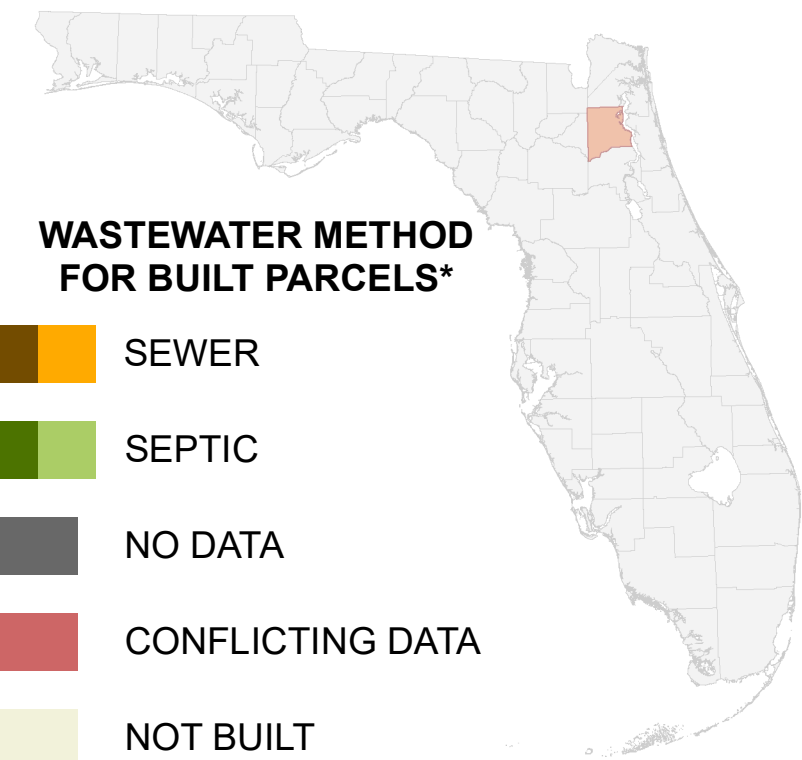 WASTEWATER METHOD
FOR BUILT PARCELS*
SEWER
SEPTIC
NO DATA
CONFLICTING DATA
NOT BUILT